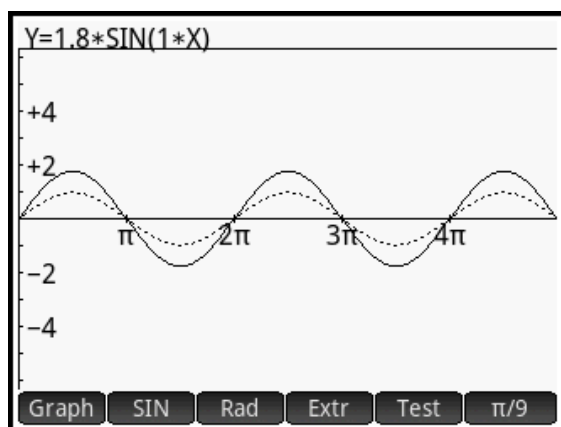 Y=1.8*SIN(1*X)
+4
+2
π 2π 3π 4π
-2
-4
Graph SIN Rad Extr Test π/9